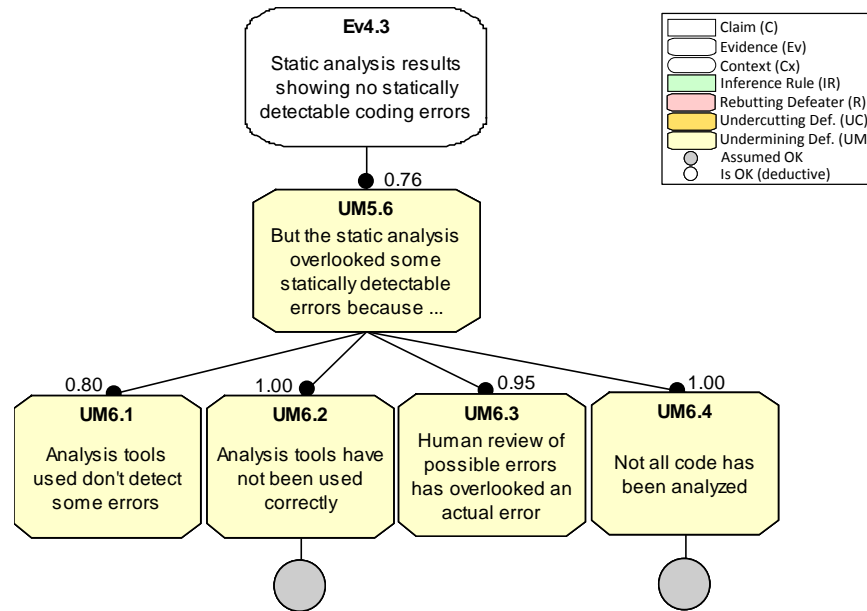 Ev4.3
Static analysis results
showing no statically
detectable coding errors
Claim (C)
Evidence (Ev)
Context (Cx)
Inference Rule (IR)
Rebutting Defeater (R)
Undercutting Def. (UC)
Undermining Def. (UM
Assumed OK
Is OK (deductive)
0.76
UM5.6
But the static analysis
overlooked some
statically detectable
errors because ...
0.80
1.00
0.95
1.00
UM6.1
Analysis tools
used don't detect
some errors
UM6.2
Analysis tools have
not been used
correctly
UM6.3
Human review of
possible errors
has overlooked an
actual error
UM6.4
Not all code has
been analyzed